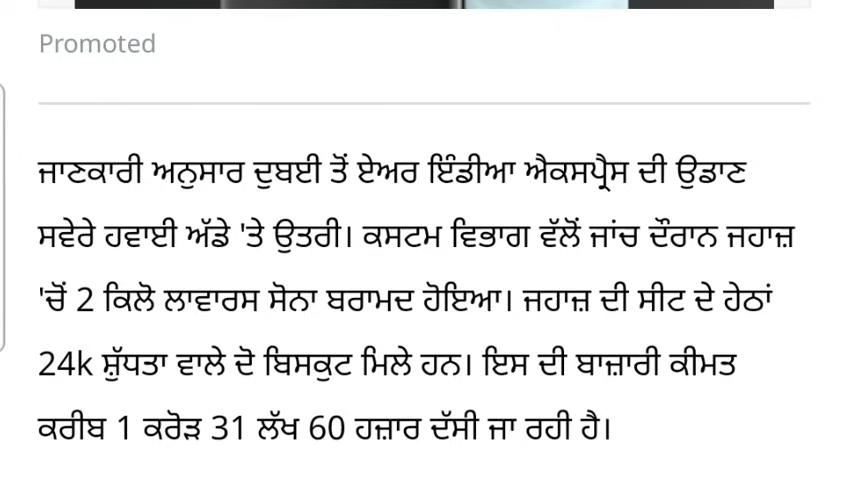 Promoted
ਜਾਣਕਾਰੀ ਅਨੁਸਾਰ ਦੁਬਈ ਤੋਂ ਏਅਰ ਇੰਡੀਆ ਐਕਸਪ੍ਰੈਸ ਦੀ ਉਡਾਣ
ਸਵੇਰੇ ਹਵਾਈ ਅੱਡੇ 'ਤੇ ਉਤਰੀ। ਕਸਟਮ ਵਿਭਾਗ ਵੱਲੋਂ ਜਾਂਚ ਦੌਰਾਨ ਜਹਾਜ਼
'ਚੋਂ 2 ਕਿਲੋ ਲਾਵਾਰਸ ਸੋਨਾ ਬਰਾਮਦ ਹੋਇਆ। ਜਹਾਜ਼ ਦੀ ਸੀਟ ਦੇ ਹੇਠਾਂ
24k ਸ਼ੁੱਧਤਾ ਵਾਲੇ ਦੋ ਬਿਸਕੁਟ ਮਿਲੇ ਹਨ। ਇਸ ਦੀ ਬਾਜ਼ਾਰੀ ਕੀਮਤ
ਕਰੀਬ 1 ਕਰੋੜ 31 ਲੱਖ 60 ਹਜ਼ਾਰ ਦੱਸੀ ਜਾ ਰਹੀ ਹੈ।